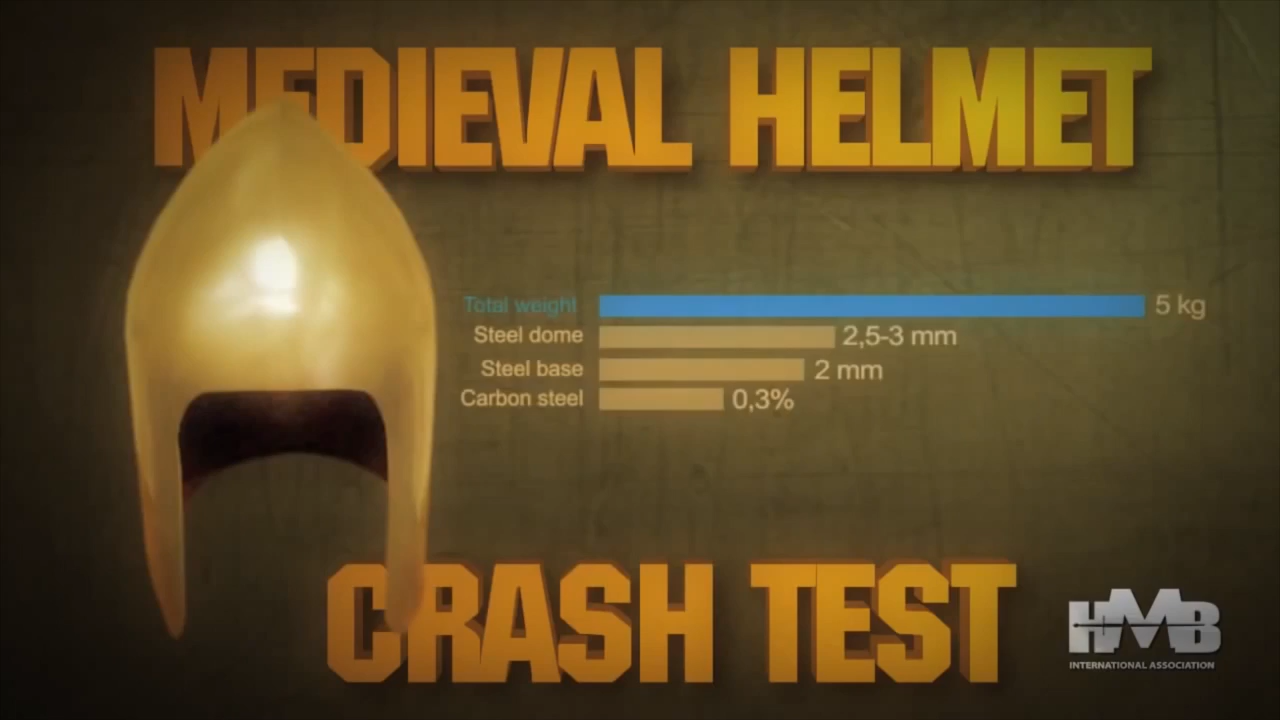 MEDIEVAL HELMET
Total weight 5 kg
Steel dome 2,5-3 mm
Steel base 2 mm
Carbon steel 0,3%
CRASH TEST
HMB
INTERNATIONAL ASSOCIATION